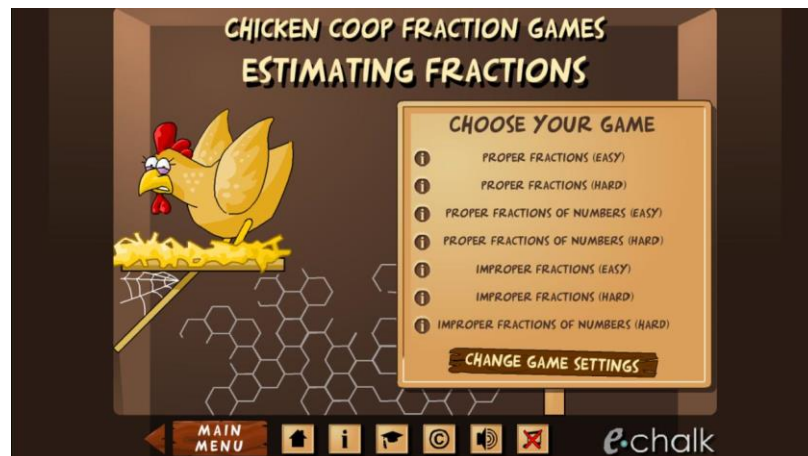 CHICKEN COOP FRACTION GAMES
ESTIMATING FRACTIONS
CHOOSE YOUR GAME
i PROPER FRACTIONS (EASY)
i PROPER FRACTIONS (HARD)
i PROPER FRACTIONS OF NUMBERS (EASY)
i PROPER FRACTIONS OF NUMBERS (HARD)
i IMPROPER FRACTIONS (EASY)
i IMPROPER FRACTIONS (HARD)
i IMPROPER FRACTIONS OF NUMBERS (HARD)
CHANGE GAME SETTINGS
MAIN
MENU
i ©
e·chalk